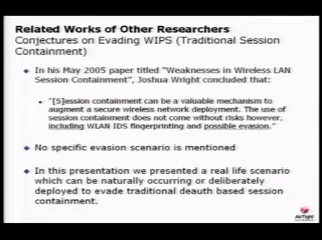 Related Works of Other Researchers
Conjectures on Evading WIPS (Traditional Session
Containment)
In his May 2005 paper titled "Weaknesses in Wireless LAN
Session Containment", Joshua Wright concluded that:
"[S]ession containment can be a valuable mechanism to
augment a secure wireless network deployment. The use of
session containment does not come without risks however,
including WLAN IDS fingerprinting and possible evasion."
No specific evasion scenario is mentioned
In this presentation we presented a real life scenario
which can be naturally occurring or deliberately
deployed to evade traditional deauth based session
containment.
AirTight